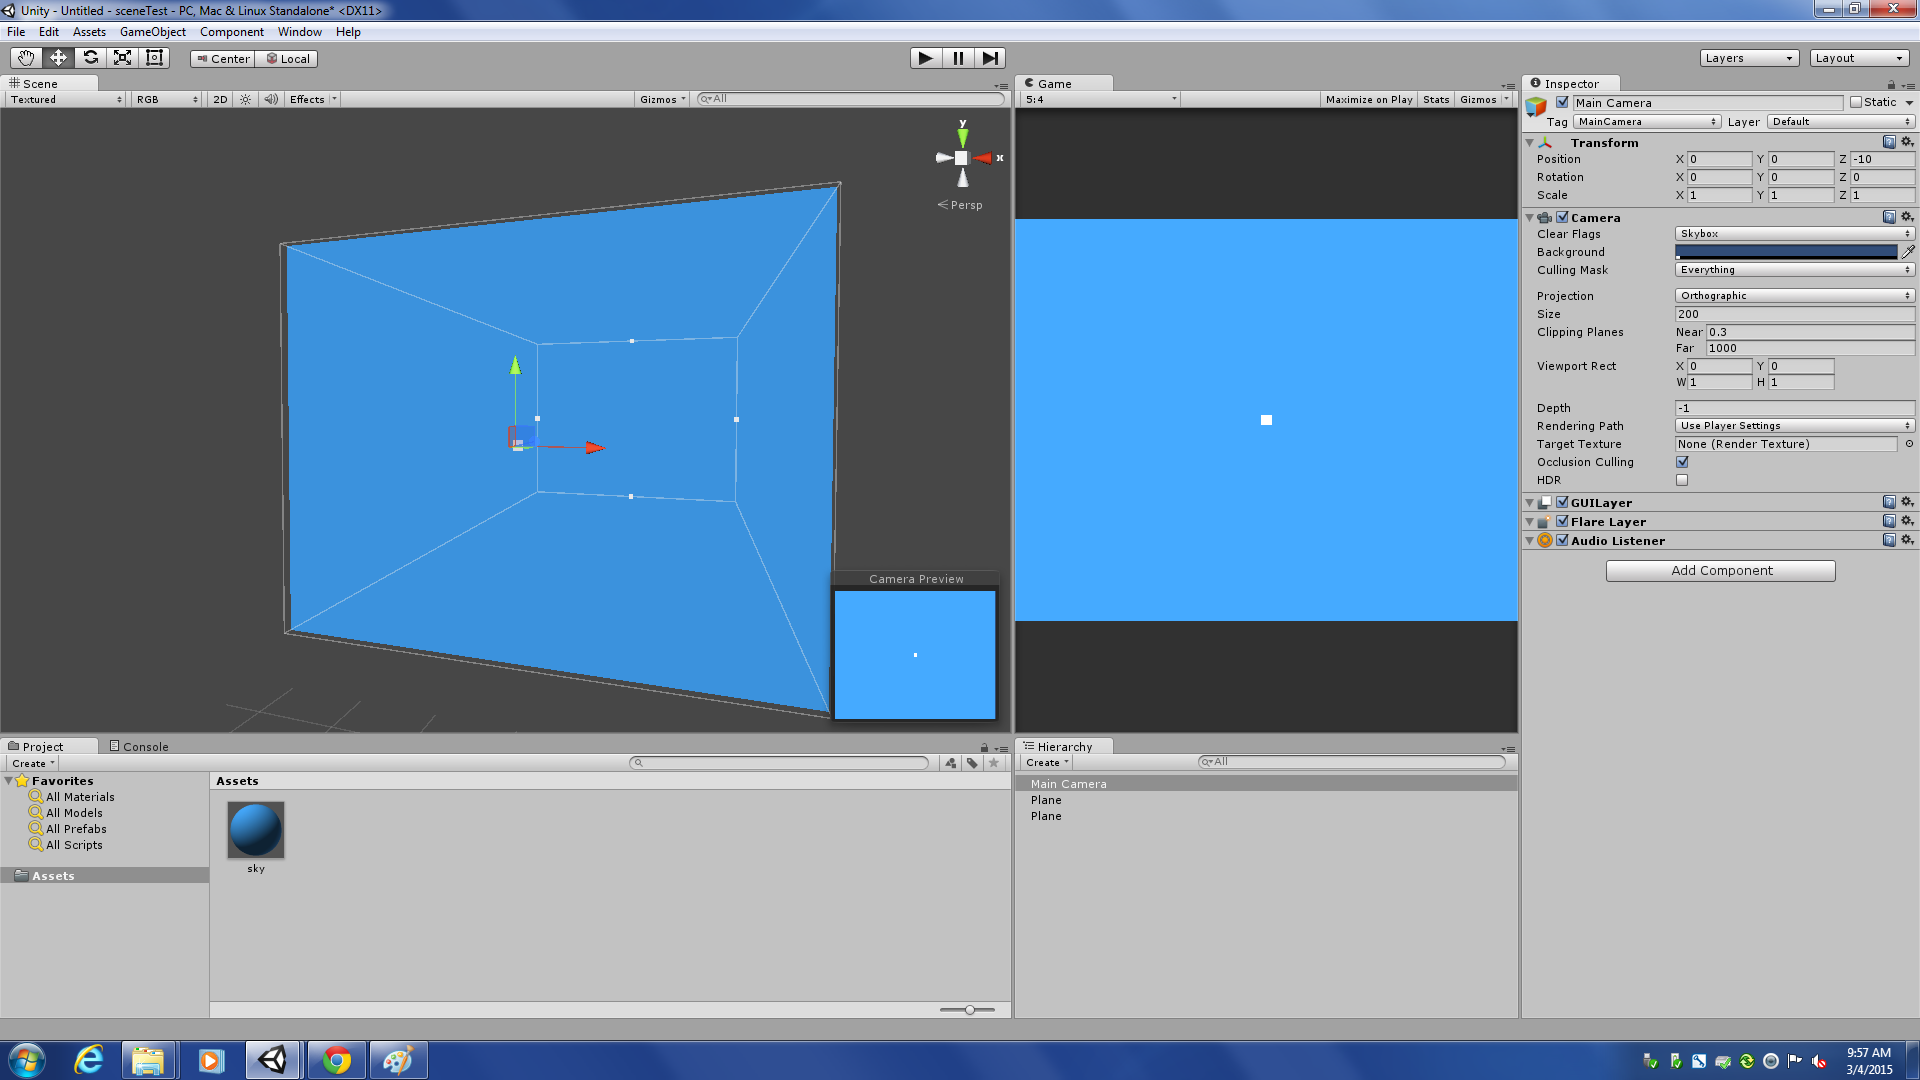 Unity - Untitled - sceneTest - PC, Mac & Linux Standalone* <DX11>
File Edit Assets GameObject Component Window Help
Center Local Layers Layout
Scene
Textured RGB 2D Effects Gizmos All
y
x
Persp
Camera Preview
Game
5:4 Maximize on Play Stats Gizmos
Inspector
Main Camera Static
Tag MainCamera Layer Default
Transform
Position X 0 Y 0 Z -10
Rotation X 0 Y 0 Z 0
Scale X 1 Y 1 Z 1
Camera
Clear Flags Skybox
Background
Culling Mask Everything
Projection Orthographic
Size 200
Clipping Planes Near 0.3
Far 1000
Viewport Rect X 0 Y 0
W 1 H 1
Depth -1
Rendering Path Use Player Settings
Target Texture None (Render Texture)
Occlusion Culling
HDR
GUILayer
Flare Layer
Audio Listener
Add Component
Project Console
Create
Favorites
All Materials
All Models
All Prefabs
All Scripts
Assets
Assets
sky
Hierarchy
Create All
Main Camera
Plane
Plane
9:57 AM
3/4/2015